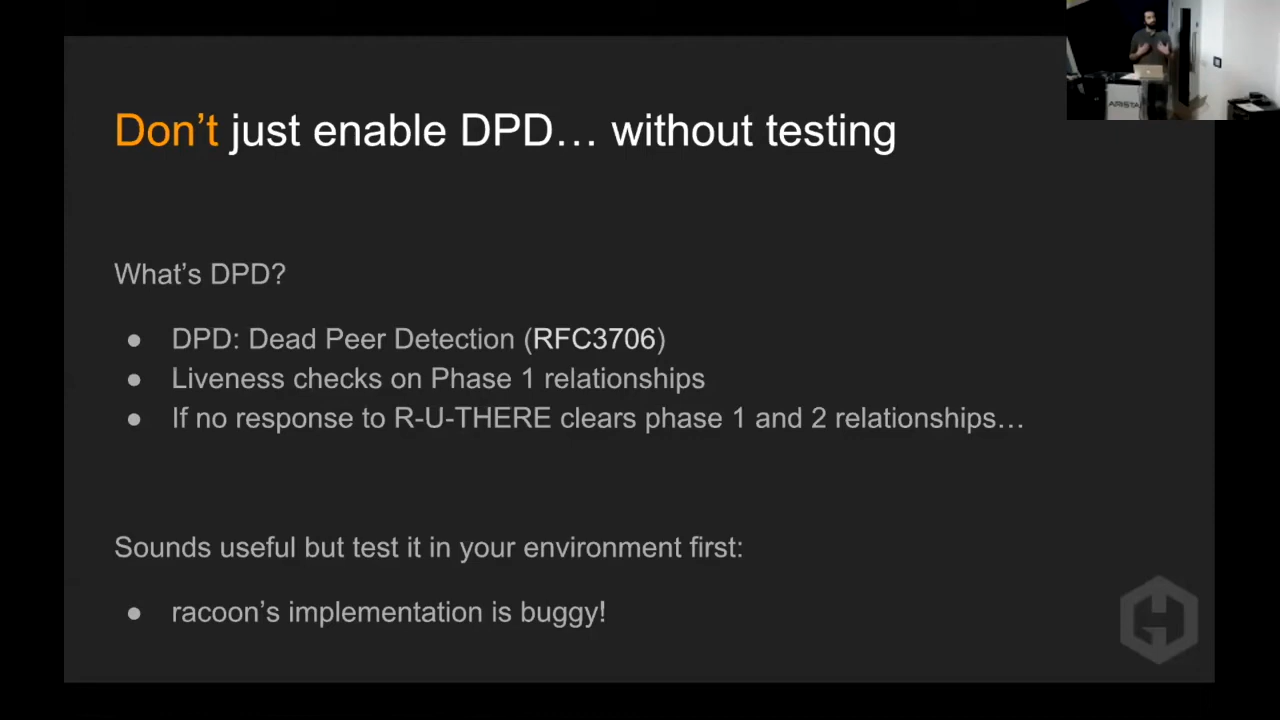 Don't just enable DPD… without testing
What's DPD?
● DPD: Dead Peer Detection (RFC3706)
● Liveness checks on Phase 1 relationships
● If no response to R-U-THERE clears phase 1 and 2 relationships…
Sounds useful but test it in your environment first:
● racoon's implementation is buggy!
ARISTA